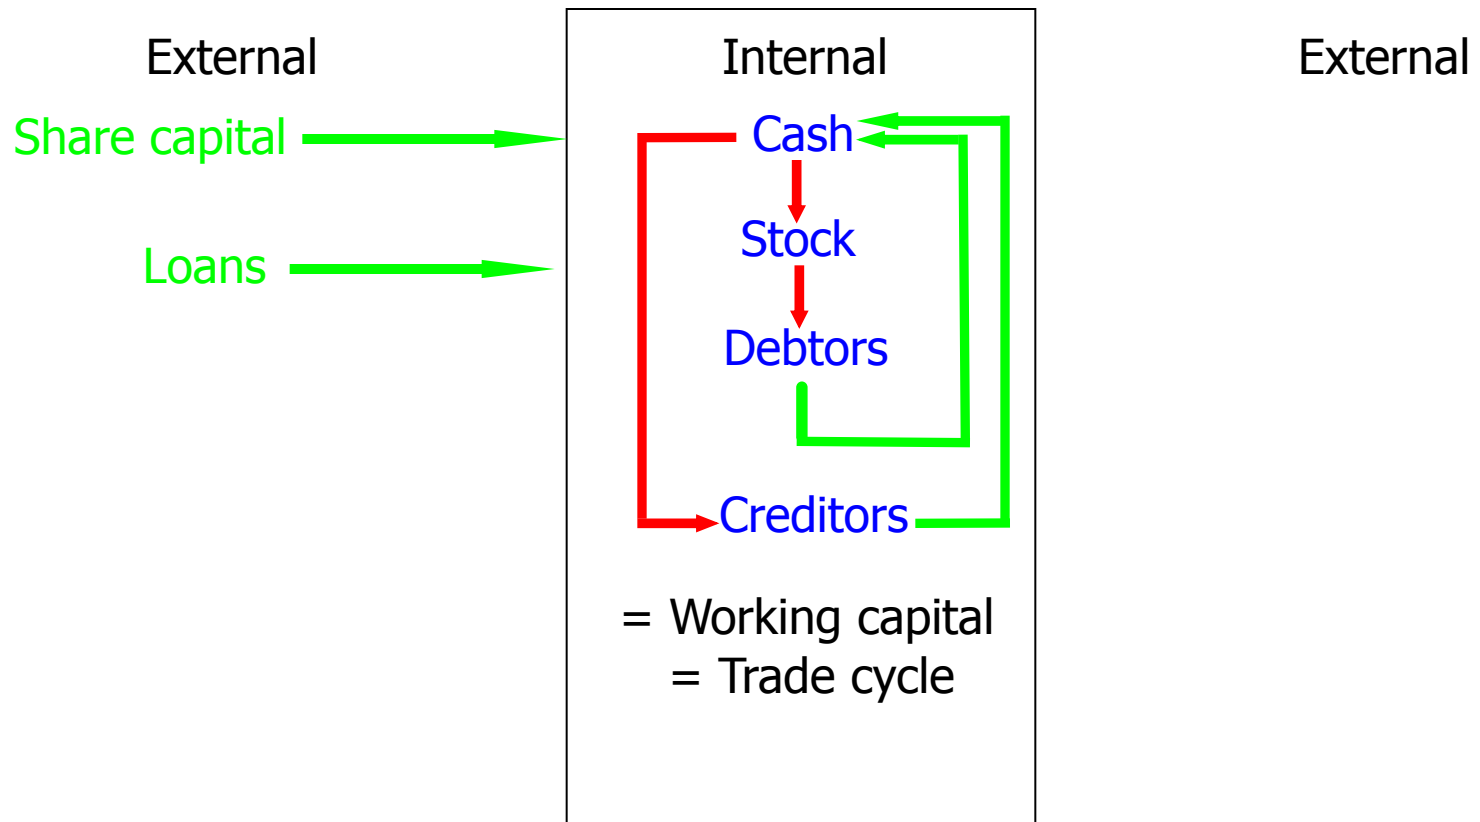 External
Internal
External
Share capital
Cash
Loans
Stock
Debtors
Creditors
= Working capital
= Trade cycle